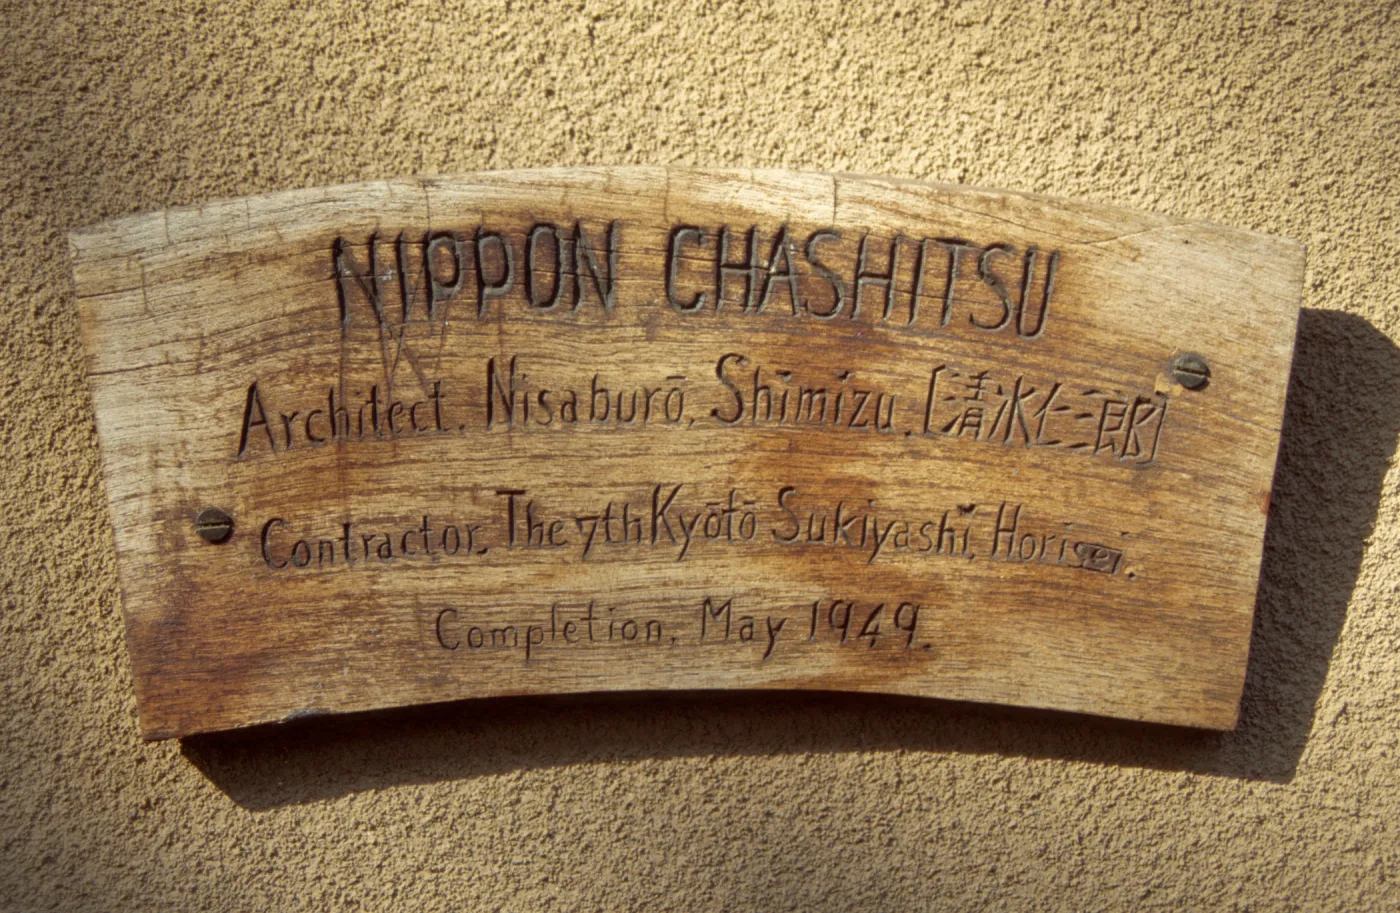 NIPPON CHASHITSU
Architect. Nisaburō, Shimizu. [清水仁三郎]
Contractor. The 7th Kyōtō Sukiyashi, Horisei.
Completion. May 1949.